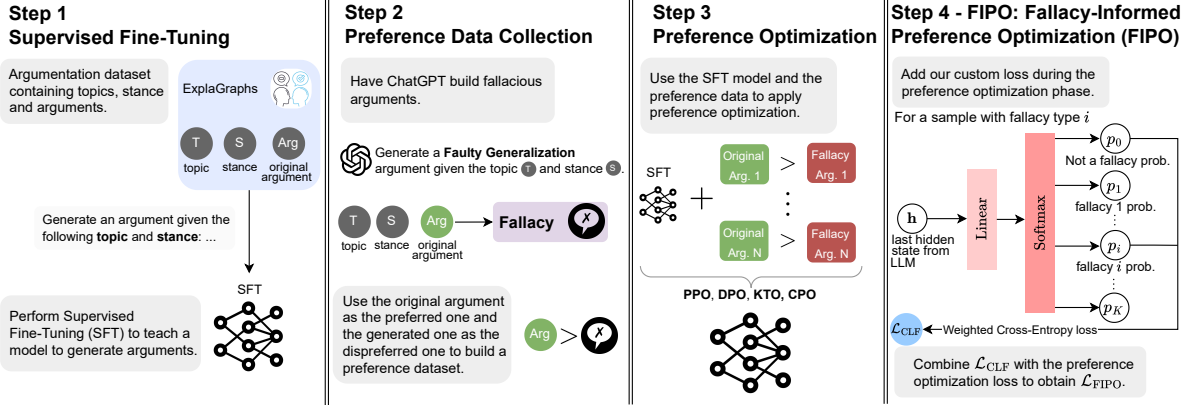 Step 1
Supervised Fine-Tuning
Argumentation dataset
containing topics, stance
and arguments.
ExplaGraphs
T
S
Arg
topic
stance
original
argument
Generate an argument given the
following topic and stance: ...
SFT
Perform Supervised
Fine-Tuning (SFT) to teach a
model to generate arguments.
Step 2
Preference Data Collection
Have ChatGPT build fallacious
arguments.
Generate a Faulty Generalization
argument given the topic T and stance S.
T
S
Arg
Fallacy
topic
stance
original
argument
Use the original argument
as the preferred one and
the generated one as the
dispreferred one to build a
preference dataset.
Arg >
Step 3
Preference Optimization
Use the SFT model and the
preference data to apply
preference optimization.
SFT
+
Original
Arg. 1
>
Fallacy
Arg. 1
Original
Arg. N
>
Fallacy
Arg. N
PPO, DPO, KTO, CPO
Step 4 - FIPO: Fallacy-Informed
Preference Optimization (FIPO)
Add our custom loss during the
preference optimization phase.
For a sample with fallacy type i
h
last hidden
state from
LLM
Linear
Softmax
p_0
Not a fallacy prob.
p_1
fallacy 1 prob.
p_i
fallacy i prob.
p_K
ℒ_CLF
Weighted Cross-Entropy loss
Combine ℒ_CLF with the preference
optimization loss to obtain ℒ_FIPO.